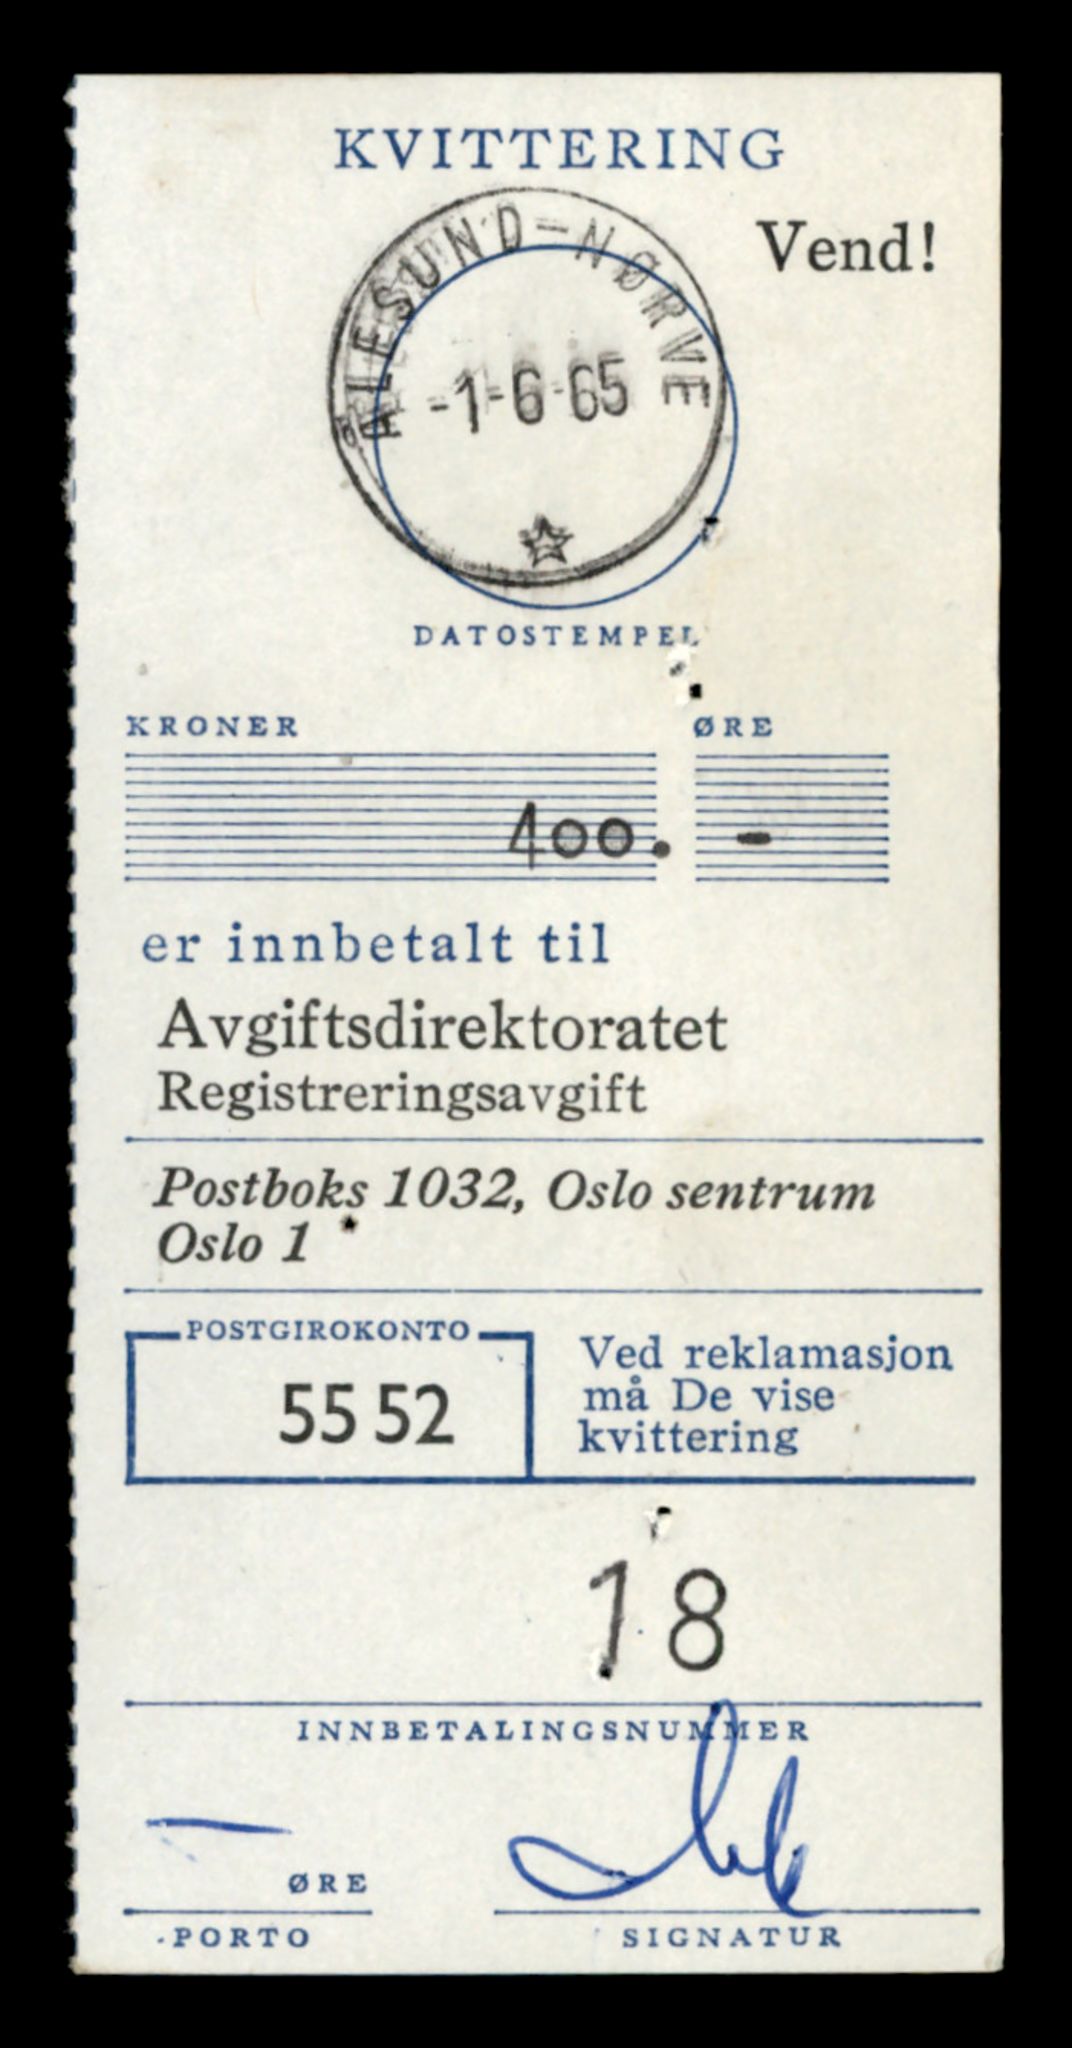 KVITTERING
Vend!
ÅLESUND-NØRVE
-1-6-65
DATOSTEMPEL
KRONER ØRE
400. -
er innbetalt til
Avgiftsdirektoratet
Registreringsavgift
Postboks 1032, Oslo sentrum
Oslo 1
POSTGIROKONTO
55 52
Ved reklamasjon
må De vise
kvittering
18
INNBETALINGSNUMMER
— ØRE
PORTO
SIGNATUR